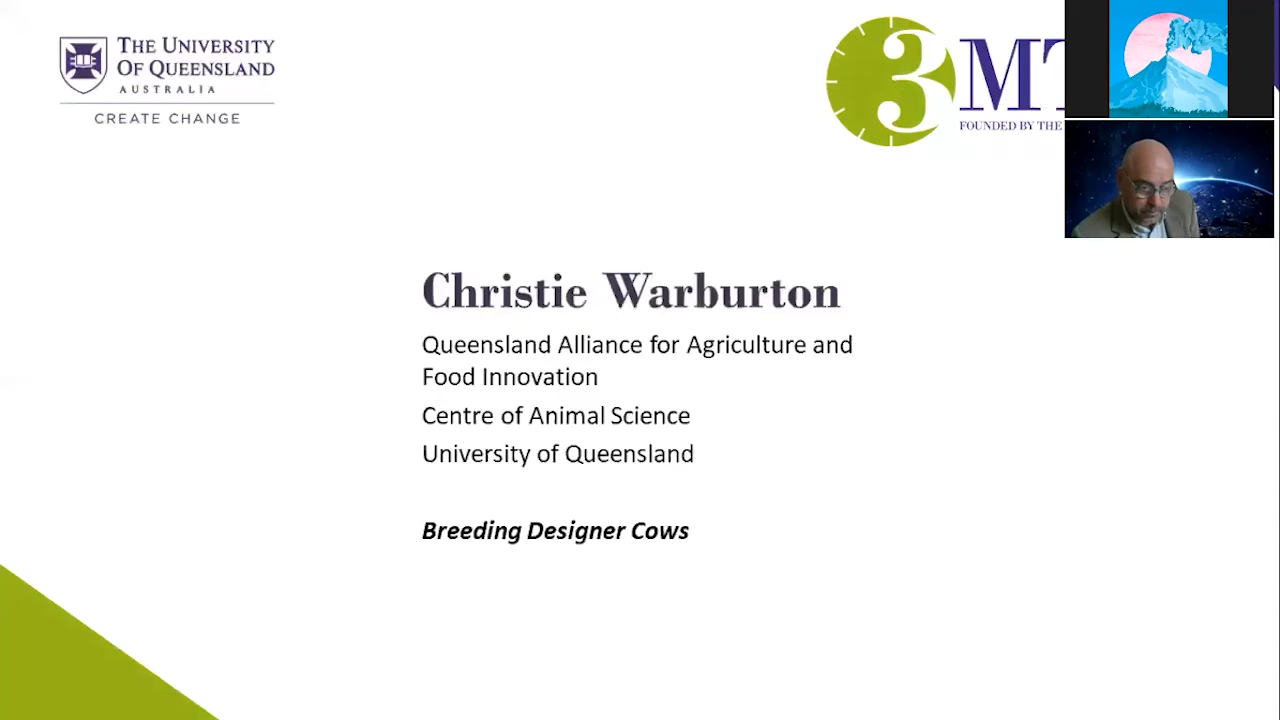 THE UNIVERSITY
OF QUEENSLAND
AUSTRALIA
CREATE CHANGE
3MT
FOUNDED BY THE
Christie Warburton
Queensland Alliance for Agriculture and
Food Innovation
Centre of Animal Science
University of Queensland
Breeding Designer Cows